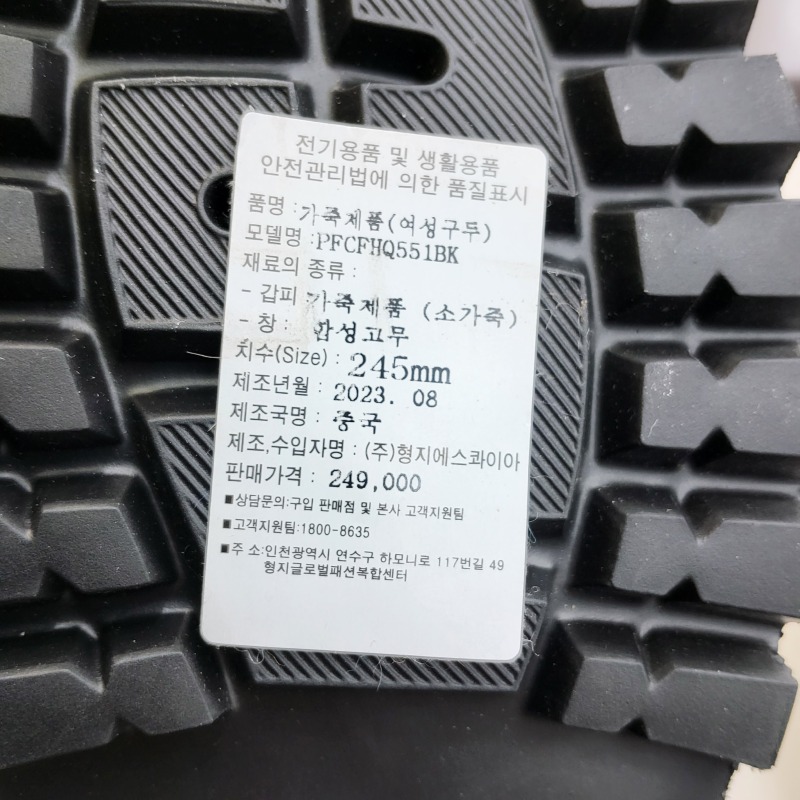 전기용품 및 생활용품
안전관리법에 의한 품질표시
품명 : 가죽제품(여성구두)
모델명 : PFCFHQ551BK
재료의 종류 :
- 갑피 가죽제품 (소가죽)
- 창 : 합성고무
치수(Size) : 245mm
제조년월 : 2023. 08
제조국명 : 중국
제조,수입자명 : (주)형지에스콰이아
판매가격 : 249,000
■상담문의:구입 판매점 및 본사 고객지원팀
■고객지원팀:1800-8635
■주 소:인천광역시 연수구 하모니로 117번길 49
형지글로벌패션복합센터